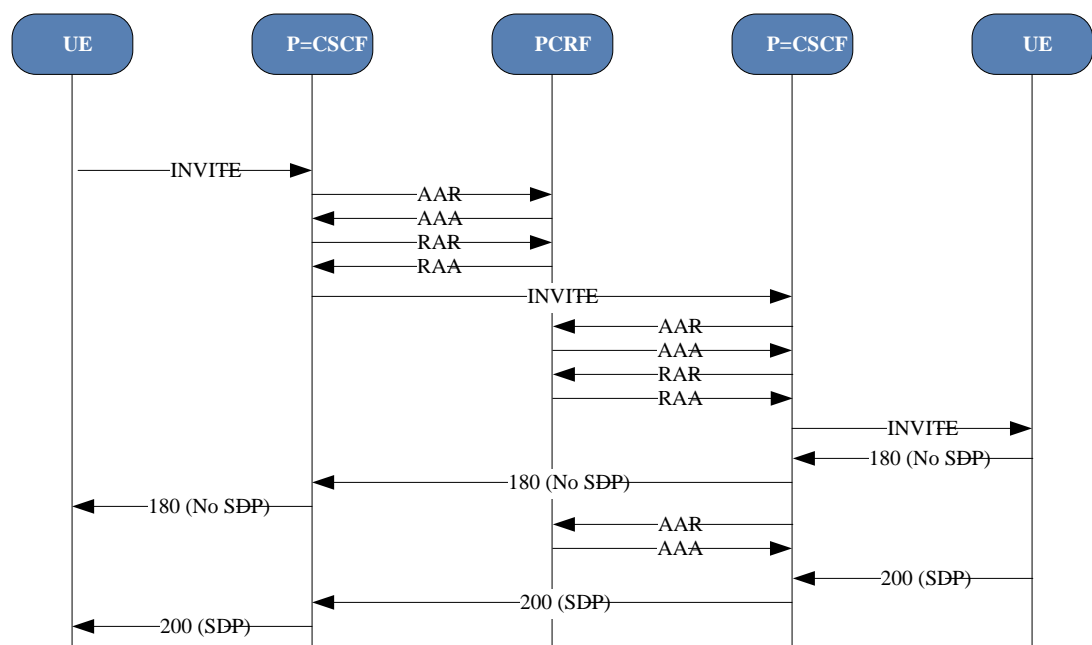 UE
P=CSCF
PCRF
P=CSCF
UE
INVITE
AAR
AAA
RAR
RAA
INVITE
AAR
AAA
RAR
RAA
INVITE
180 (No SDP)
180 (No SDP)
180 (No SDP)
AAR
AAA
200 (SDP)
200 (SDP)
200 (SDP)